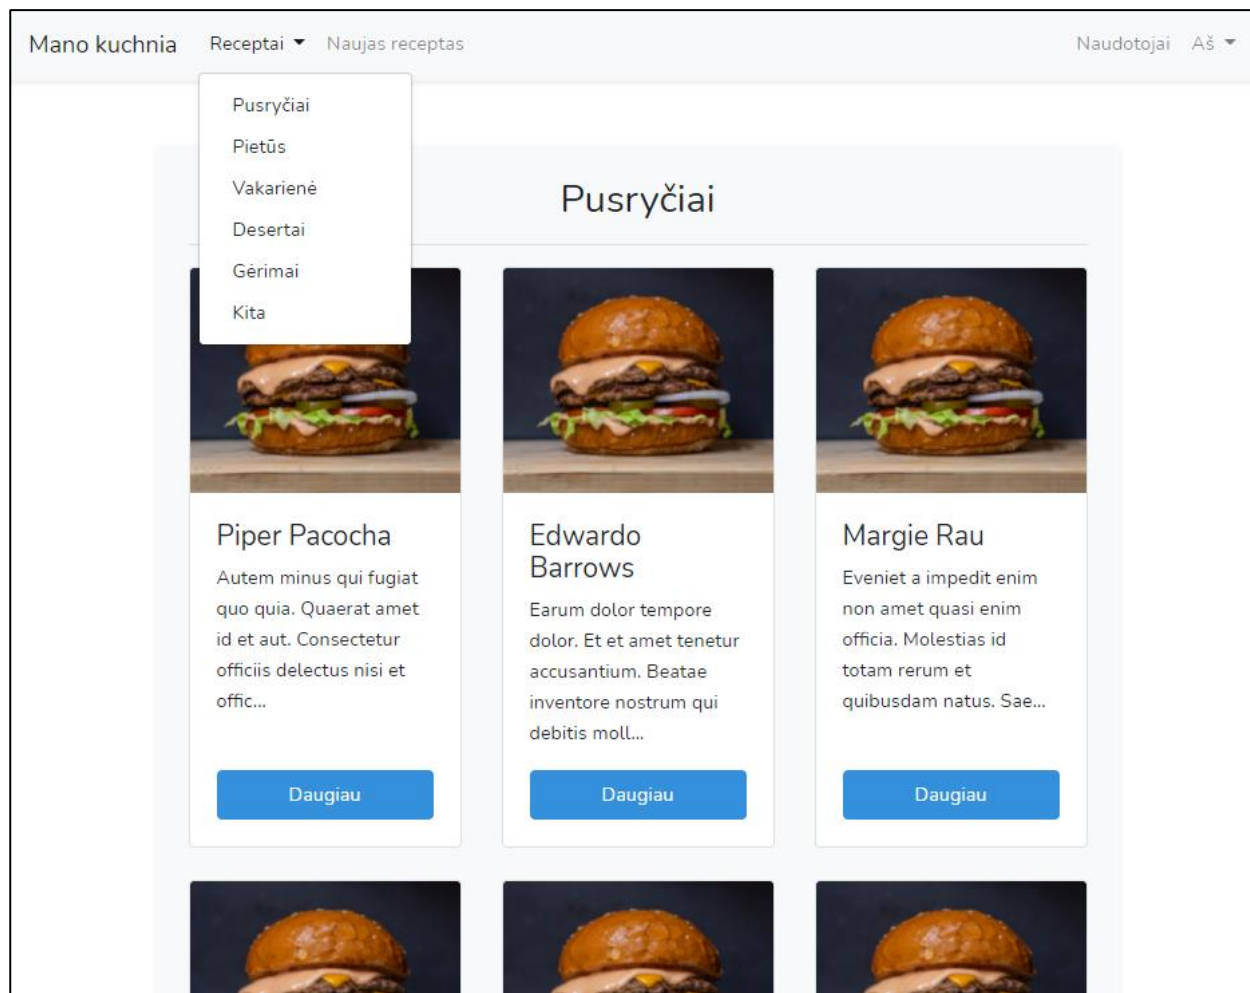 Mano kuchnia Receptai Naujas receptas Naudotojai Aš
Pusryčiai
Pietūs
Vakarienė
Desertai
Gėrimai
Kita
Pusryčiai
Piper Pacocha
Autem minus qui fugiat
quo quia. Quaerat amet
id et aut. Consectetur
officiis delectus nisi et
offic...
Daugiau
Edwardo
Barrows
Earum dolor tempore
dolor. Et et amet tenetur
accusantium. Beatae
inventore nostrum qui
debitis moll...
Daugiau
Margie Rau
Eveniet a impedit enim
non amet quasi enim
officia. Molestias id
totam rerum et
quibusdam natus. Sae...
Daugiau